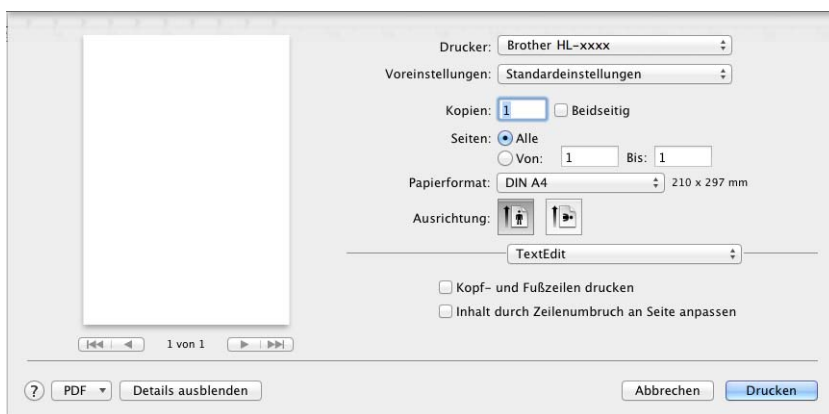 Drucker: Brother HL-xxxx
Voreinstellungen: Standardeinstellungen
Kopien: 1 Beidseitig
Seiten: Alle
Von: 1 Bis: 1
Papierformat: DIN A4 210 x 297 mm
Ausrichtung:
TextEdit
Kopf- und Fußzeilen drucken
Inhalt durch Zeilenumbruch an Seite anpassen
1 von 1
? PDF Details ausblenden Abbrechen Drucken